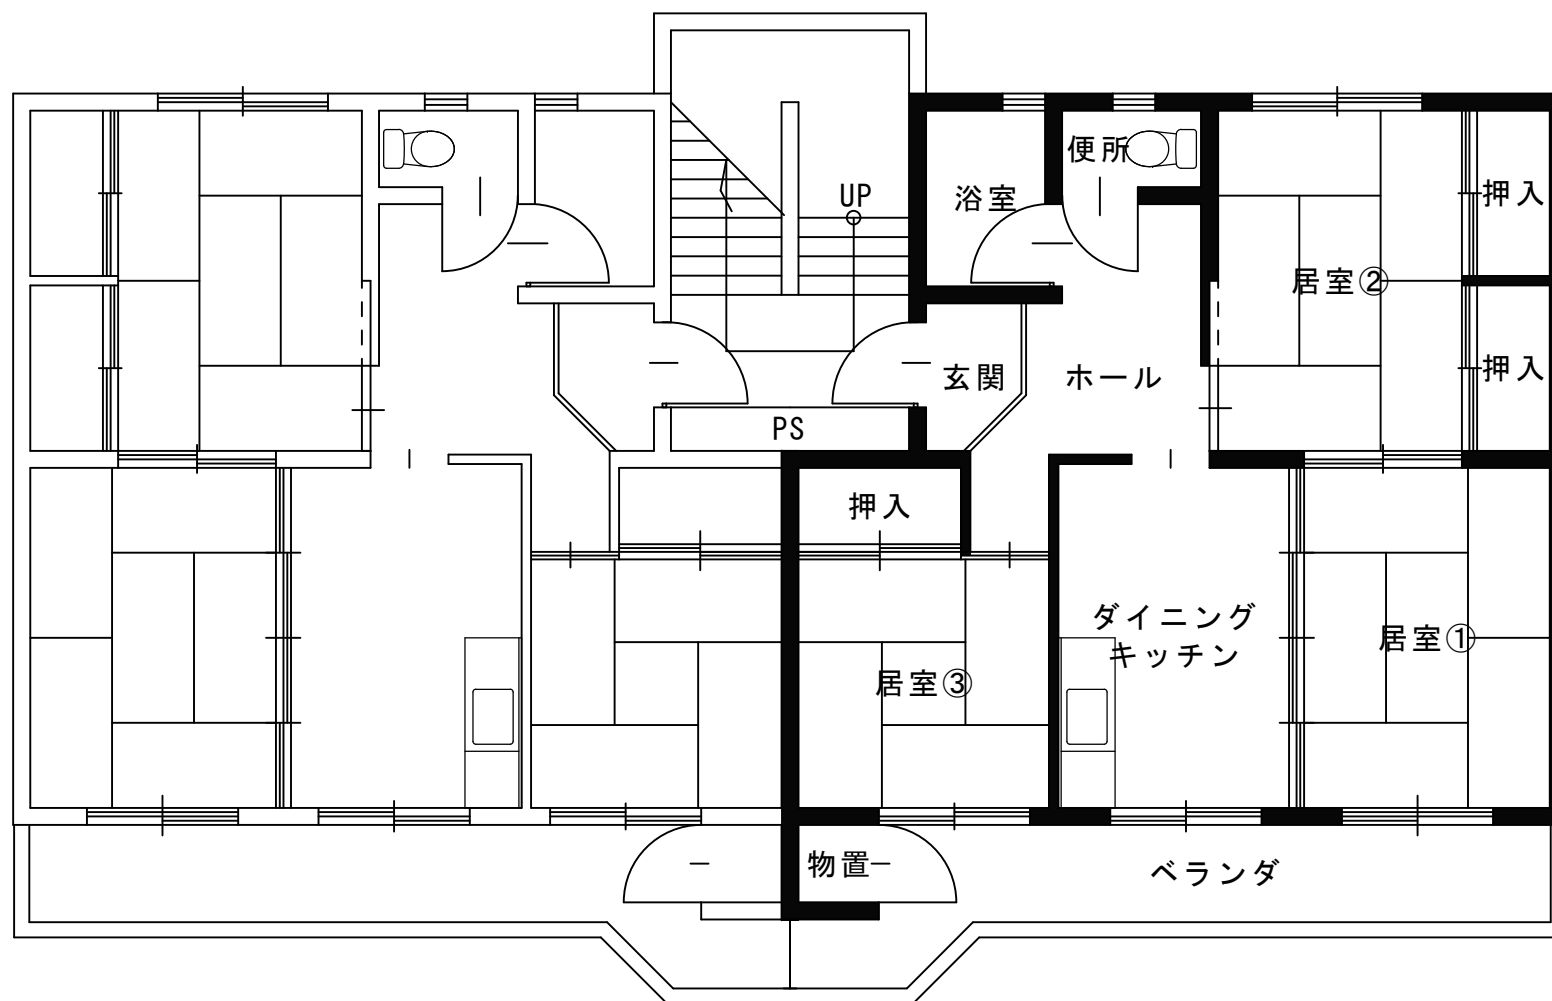 便所
UP
浴室
押入
居室②
玄関
ホール
押入
PS
押入
ダイニング
キッチン
居室①
居室③
物置
ベランダ